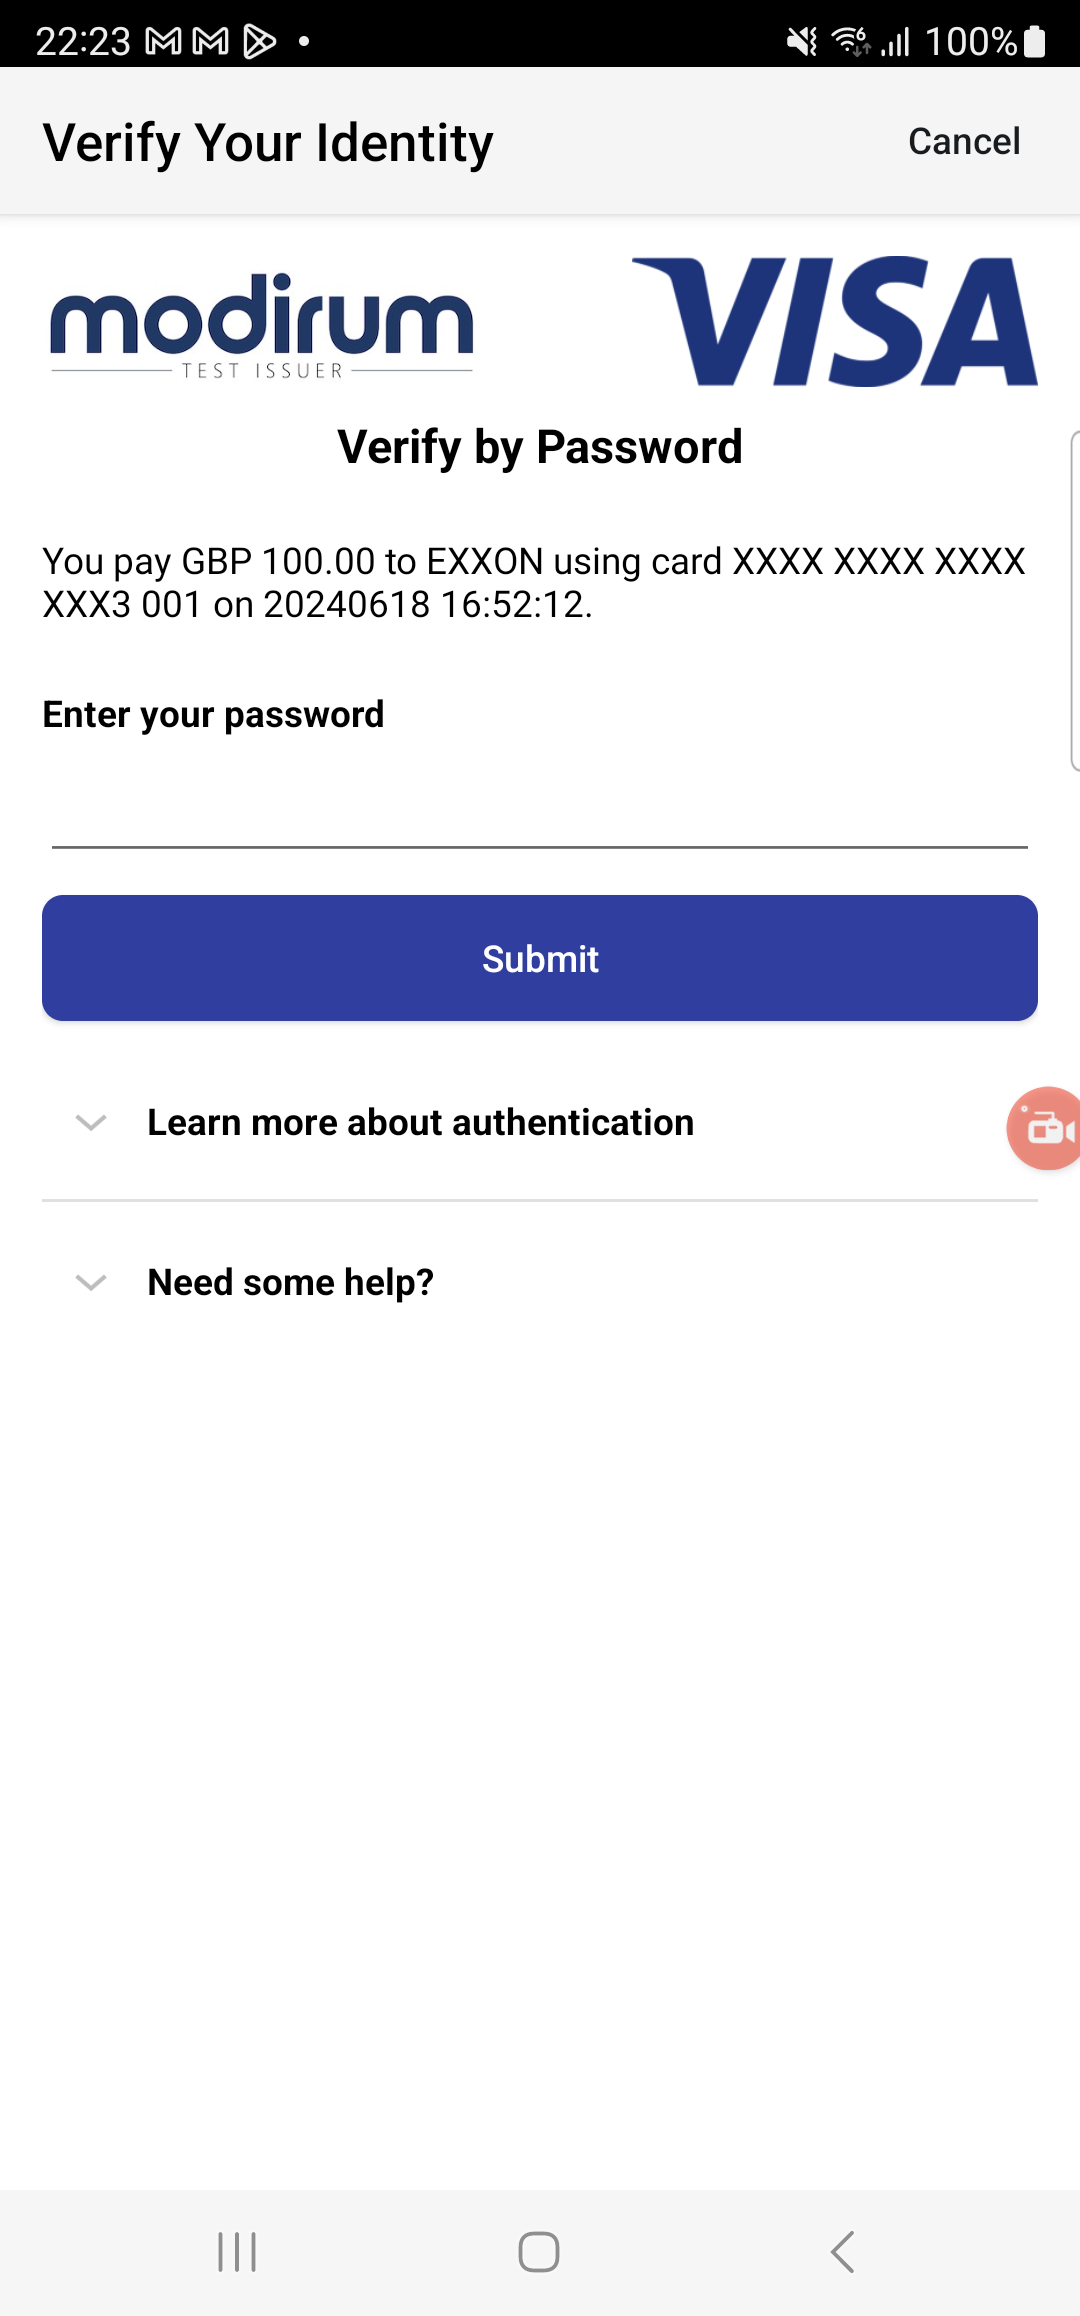 22:23
100%
Verify Your Identity
Cancel
modirum
TEST ISSUER
VISA
Verify by Password
You pay GBP 100.00 to EXXON using card XXXX XXXX XXXX
XXX3 001 on 20240618 16:52:12.
Enter your password
Submit
Learn more about authentication
Need some help?